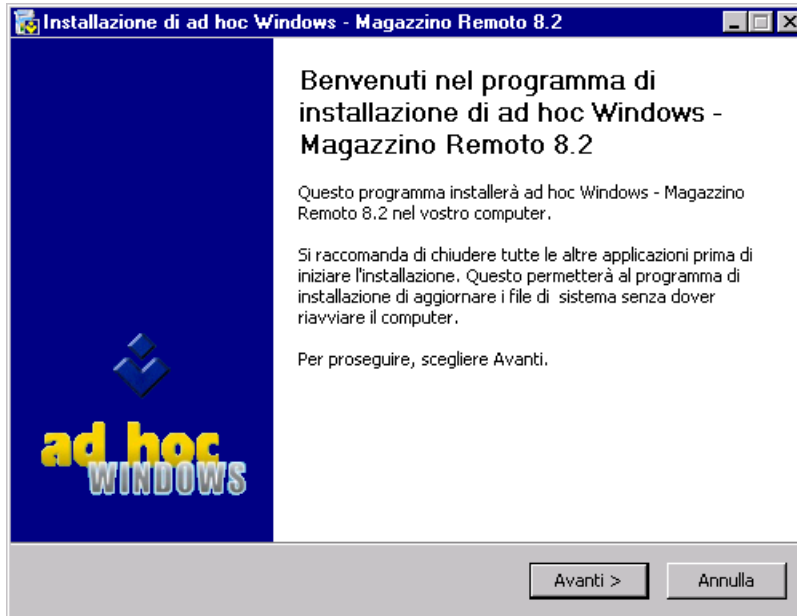 Installazione di ad hoc Windows - Magazzino Remoto 8.2
Benvenuti nel programma di
installazione di ad hoc Windows -
Magazzino Remoto 8.2
Questo programma installerà ad hoc Windows - Magazzino
Remoto 8.2 nel vostro computer.
Si raccomanda di chiudere tutte le altre applicazioni prima di
iniziare l'installazione. Questo permetterà al programma di
installazione di aggiornare i file di  sistema senza dover
riavviare il computer.
Per proseguire, scegliere Avanti.
ad hoc
WINDOWS
Avanti >
Annulla